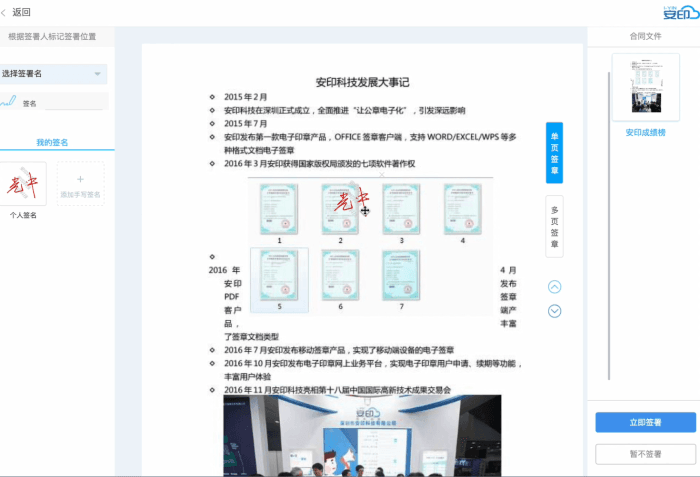 返回
安印
根据签署人标记签署位置
选择签署名
签名
我的签名
+
添加手写签名
个人签名
安印科技发展大事记
2015 年 2 月
安印科技在深圳正式成立，全面推进“让公章电子化”，引发深远影响
2015 年 7 月
安印发布第一款电子印章产品，OFFICE 签章客户端，支持 WORD/EXCEL/WPS 等多
种格式文档电子签章
2016 年 3 月安印获得国家版权局颁发的七项软件著作权
1 2 3 4
5 6 7
2016 年 4 月
安印 发布
PDF 签章
客户 端产
品， 丰富
了签章文档类型
2016 年 7 月安印发布移动签章产品，实现了移动端设备的电子签章
2016 年 10 月安印发布电子印章网上业务平台，实现电子印章用户申请、续期等功能，
丰富用户体验
2016 年 11 月安印科技亮相第十八届中国国际高新技术成果交易会
安印
单页签章
多页签章
合同文件
安印成绩榜
立即签署
暂不签署